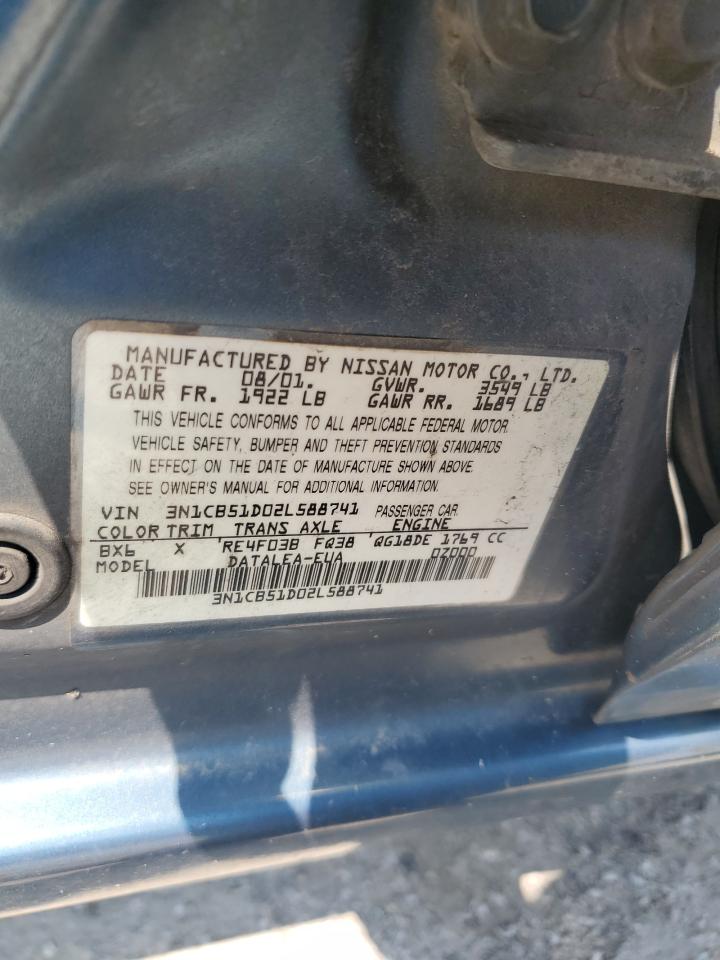 MANUFACTURED BY NISSAN MOTOR CO., LTD.
DATE 08/01. GVWR. 3549 LB
GAWR FR. 1922 LB GAWR RR. 1689 LB
THIS VEHICLE CONFORMS TO ALL APPLICABLE FEDERAL MOTOR
VEHICLE SAFETY, BUMPER AND THEFT PREVENTION STANDARDS
IN EFFECT ON THE DATE OF MANUFACTURE SHOWN ABOVE.
SEE OWNER'S MANUAL FOR ADDITIONAL INFORMATION.
VIN 3N1CB51D02L588741 PASSENGER CAR
COLOR TRIM TRANS AXLE ENGINE
BX6 X RE4F03B FQ38 QG18DE 1769 CC
MODEL DATALEA-EUA 0Z000
3N1CB51D02L588741